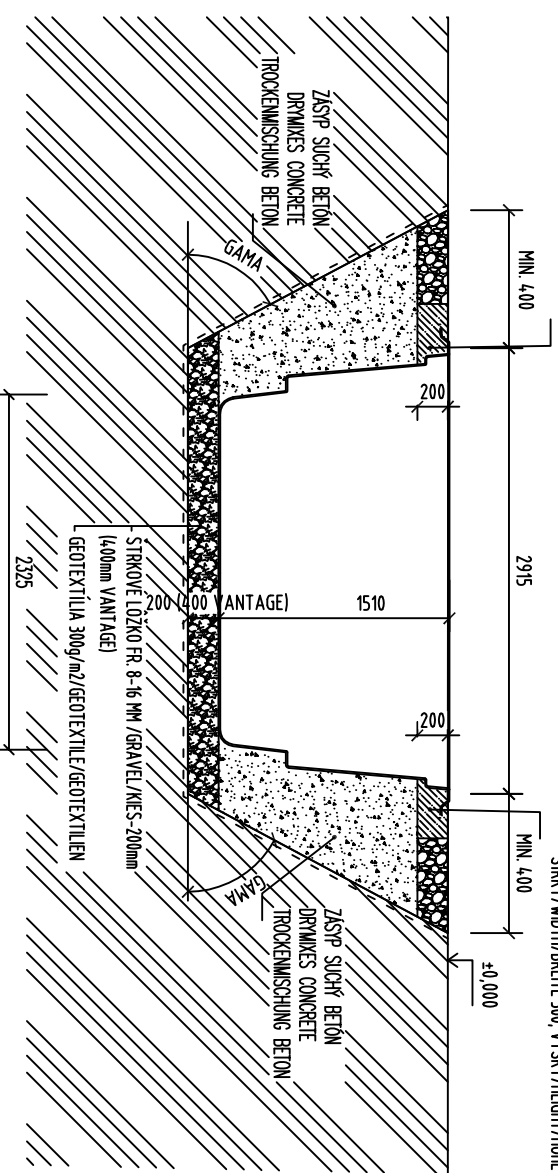 ZÁSYP SUCHÝ BETÓN
DRYMIXES CONCRETE
TROCKENMISCHUNG BETON
GAMA
MIN. 400
200
2915
1510
200 (400 VANTAGE)
200
MIN. 400
±0,000
GAMA
ZÁSYP SUCHÝ BETÓN
DRYMIXES CONCRETE
TROCKENMISCHUNG BETON
ŠTRKOVÉ LÔŽKO FR. 8-16 MM /GRAVEL/KIES-200mm
(400mm VANTAGE)
GEOTEXTÍLIA 300g/m2/GEOTEXTILE/GEOTEXTILIEN
2325